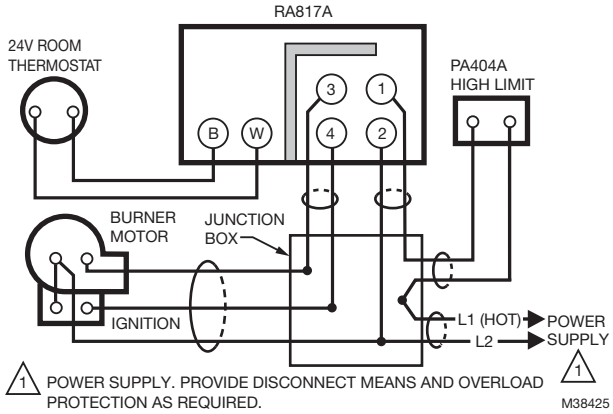 RA817A
24V ROOM
THERMOSTAT
PA404A
HIGH LIMIT
3
1
B
W
4
2
BURNER
MOTOR
JUNCTION
BOX
IGNITION
L1 (HOT)
POWER
SUPPLY
L2
1
1
POWER SUPPLY. PROVIDE DISCONNECT MEANS AND OVERLOAD
PROTECTION AS REQUIRED.
M38425